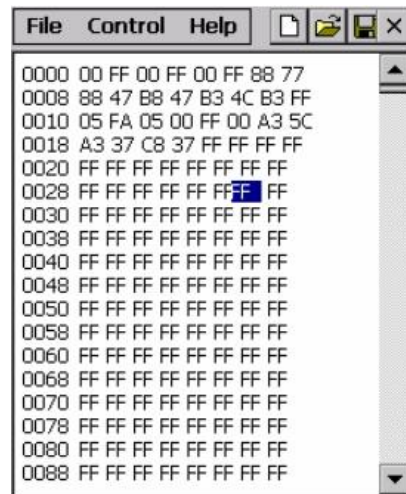 File Control Help
0000 00 FF 00 FF 00 FF 88 77
0008 88 47 B8 47 B3 4C B3 FF
0010 05 FA 05 00 FF 00 A3 5C
0018 A3 37 C8 37 FF FF FF FF
0020 FF FF FF FF FF FF FF FF
0028 FF FF FF FF FF FF FF FF
0030 FF FF FF FF FF FF FF FF
0038 FF FF FF FF FF FF FF FF
0040 FF FF FF FF FF FF FF FF
0048 FF FF FF FF FF FF FF FF
0050 FF FF FF FF FF FF FF FF
0058 FF FF FF FF FF FF FF FF
0060 FF FF FF FF FF FF FF FF
0068 FF FF FF FF FF FF FF FF
0070 FF FF FF FF FF FF FF FF
0078 FF FF FF FF FF FF FF FF
0080 FF FF FF FF FF FF FF FF
0088 FF FF FF FF FF FF FF FF